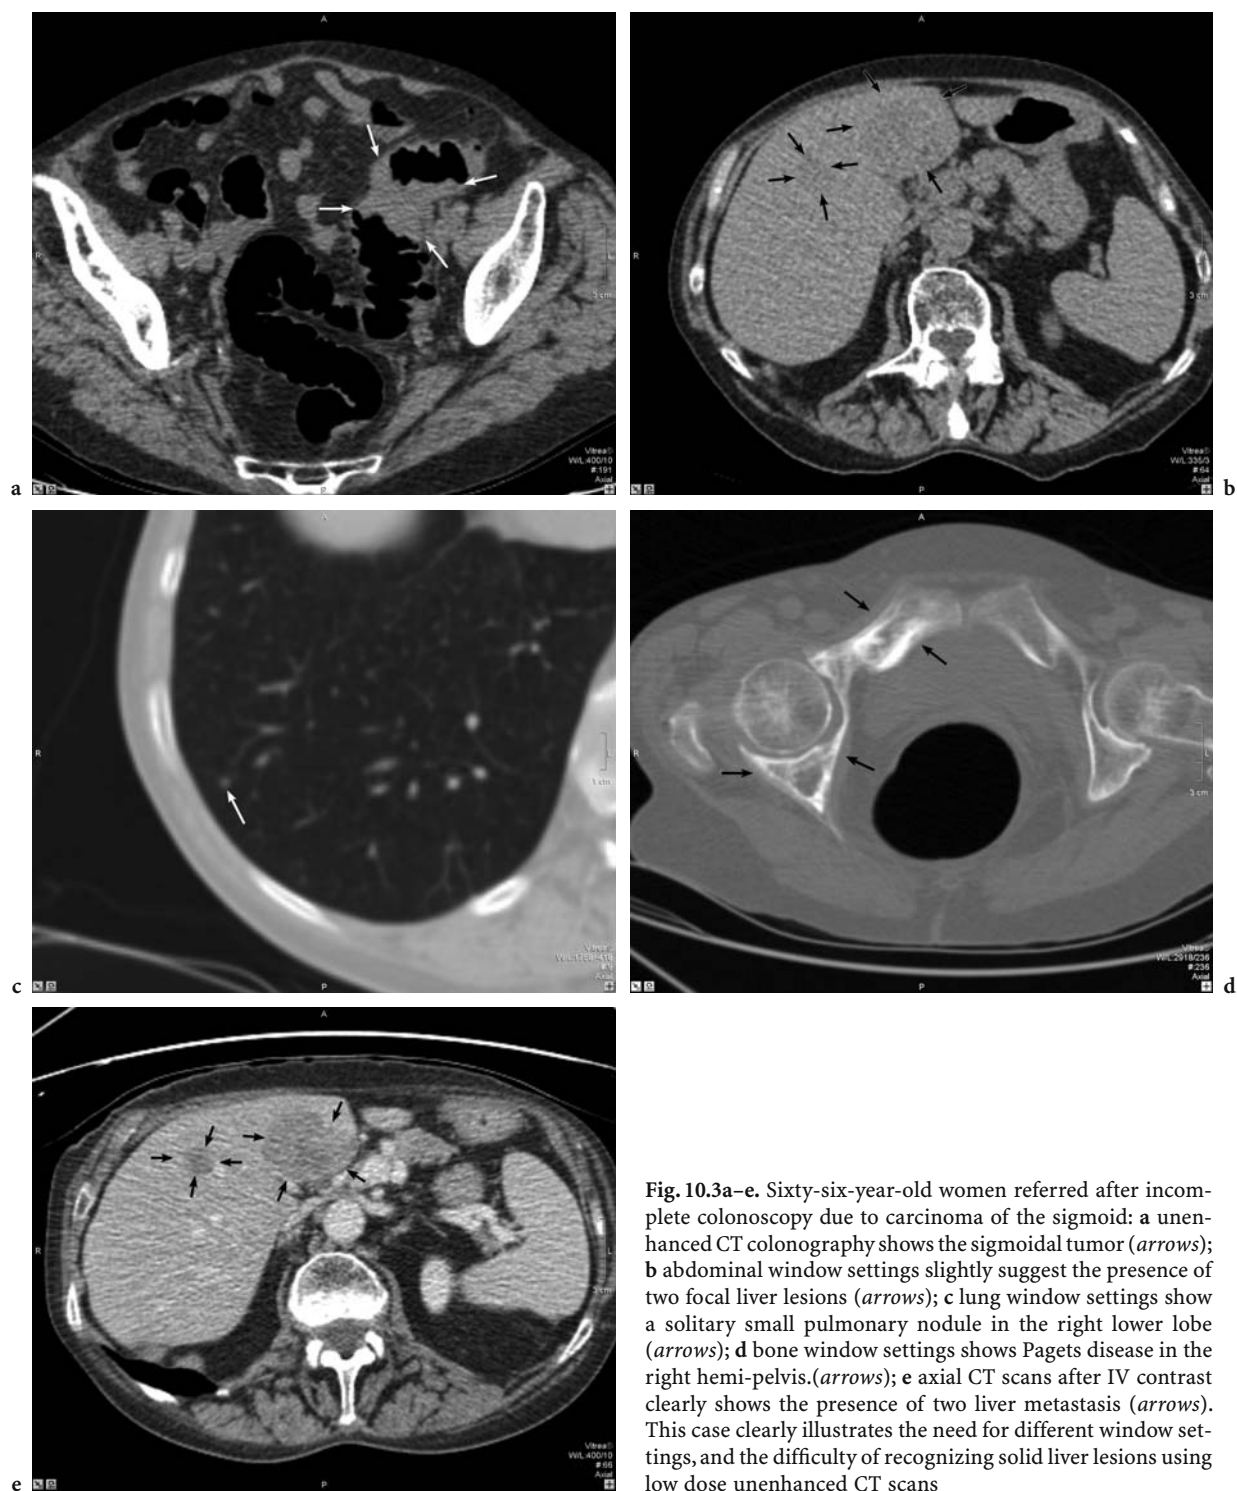 A
R
L
3 cm
Vitrea®
W/L:400/10
#:191
Axial
P
a
A
R
3 cm
Vitrea®
W/L:335/3
#:64
Axial
P
b
R
L
1 cm
Vitrea®
Axial
P
c
A
R
L
3 cm
Vitrea®
W/L:2918/236
#:236
Axial
P
d
A
R
L
3 cm
Vitrea®
W/L:400/10
#:66
Axial
P
e
Fig. 10.3a–e. Sixty-six-year-old women referred after incom-
plete colonoscopy due to carcinoma of the sigmoid: a unen-
hanced CT colonography shows the sigmoidal tumor (arrows);
b abdominal window settings slightly suggest the presence of
two focal liver lesions (arrows); c lung window settings show
a solitary small pulmonary nodule in the right lower lobe
(arrows); d bone window settings shows Pagets disease in the
right hemi-pelvis.(arrows); e axial CT scans after IV contrast
clearly shows the presence of two liver metastasis (arrows).
This case clearly illustrates the need for different window set-
tings, and the difficulty of recognizing solid liver lesions using
low dose unenhanced CT scans